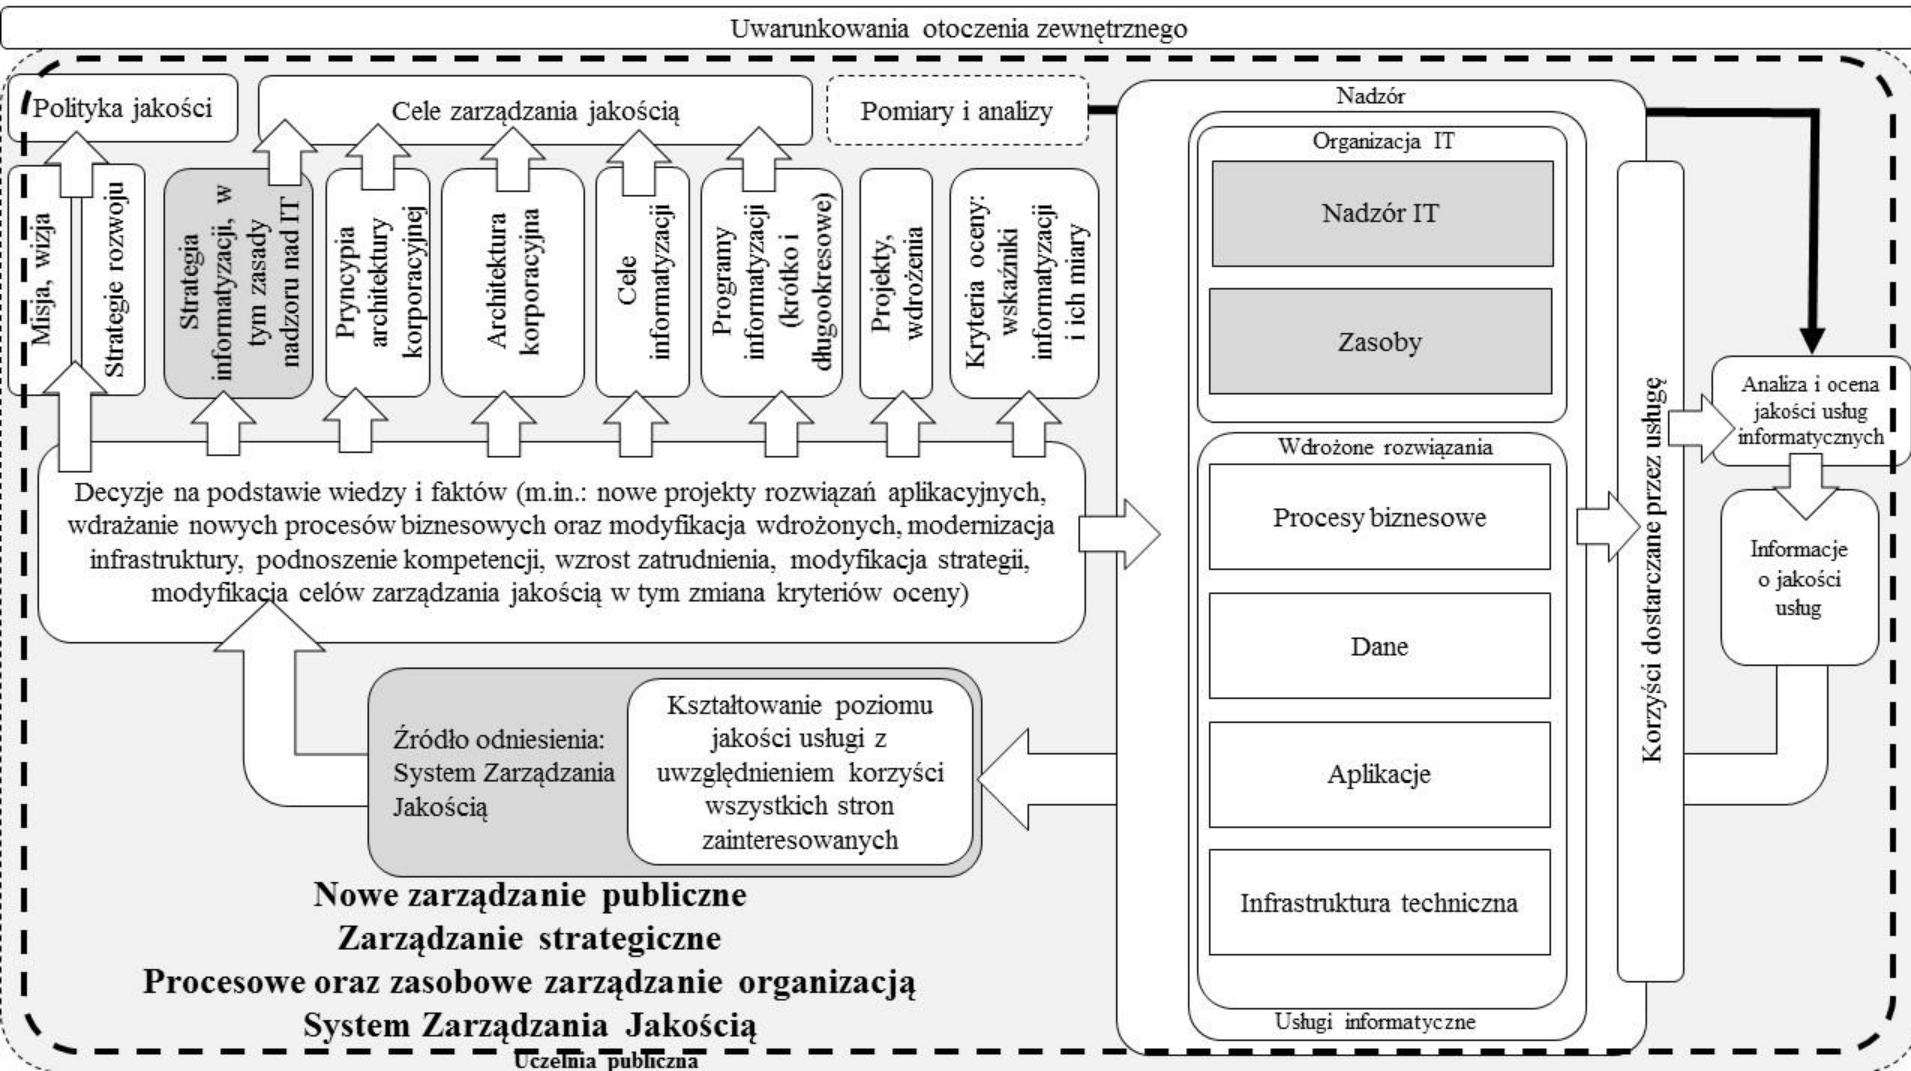 Uwarunkowania otoczenia zewnętrznego
Polityka jakości
Cele zarządzania jakością
Pomiary i analizy
Misja, wizja
Strategie rozwoju
Strategia
informatyzacji, w
tym zasady
nadzoru nad IT
Pryncypia
architektury
korporacyjnej
Architektura
korporacyjna
Cele
informatyzacji
Programy
informatyzacji
(krótko i
długookresowe)
Projekty,
wdrożenia
Kryteria oceny:
wskaźniki
informatyzacji
i ich miary
Decyzje na podstawie wiedzy i faktów (m.in.: nowe projekty rozwiązań aplikacyjnych,
wdrażanie nowych procesów biznesowych oraz modyfikacja wdrożonych, modernizacja
infrastruktury, podnoszenie kompetencji, wzrost zatrudnienia, modyfikacja strategii,
modyfikacja celów zarządzania jakością w tym zmiana kryteriów oceny)
Źródło odniesienia:
System Zarządzania
Jakością
Kształtowanie poziomu
jakości usługi z
uwzględnieniem korzyści
wszystkich stron
zainteresowanych
Nowe zarządzanie publiczne
Zarządzanie strategiczne
Procesowe oraz zasobowe zarządzanie organizacją
System Zarządzania Jakością
Uczelnia publiczna
Nadzór
Organizacja IT
Nadzór IT
Zasoby
Wdrożone rozwiązania
Procesy biznesowe
Dane
Aplikacje
Infrastruktura techniczna
Usługi informatyczne
Korzyści dostarczane przez usługę
Analiza i ocena
jakości usług
informatycznych
Informacje
o jakości
usług